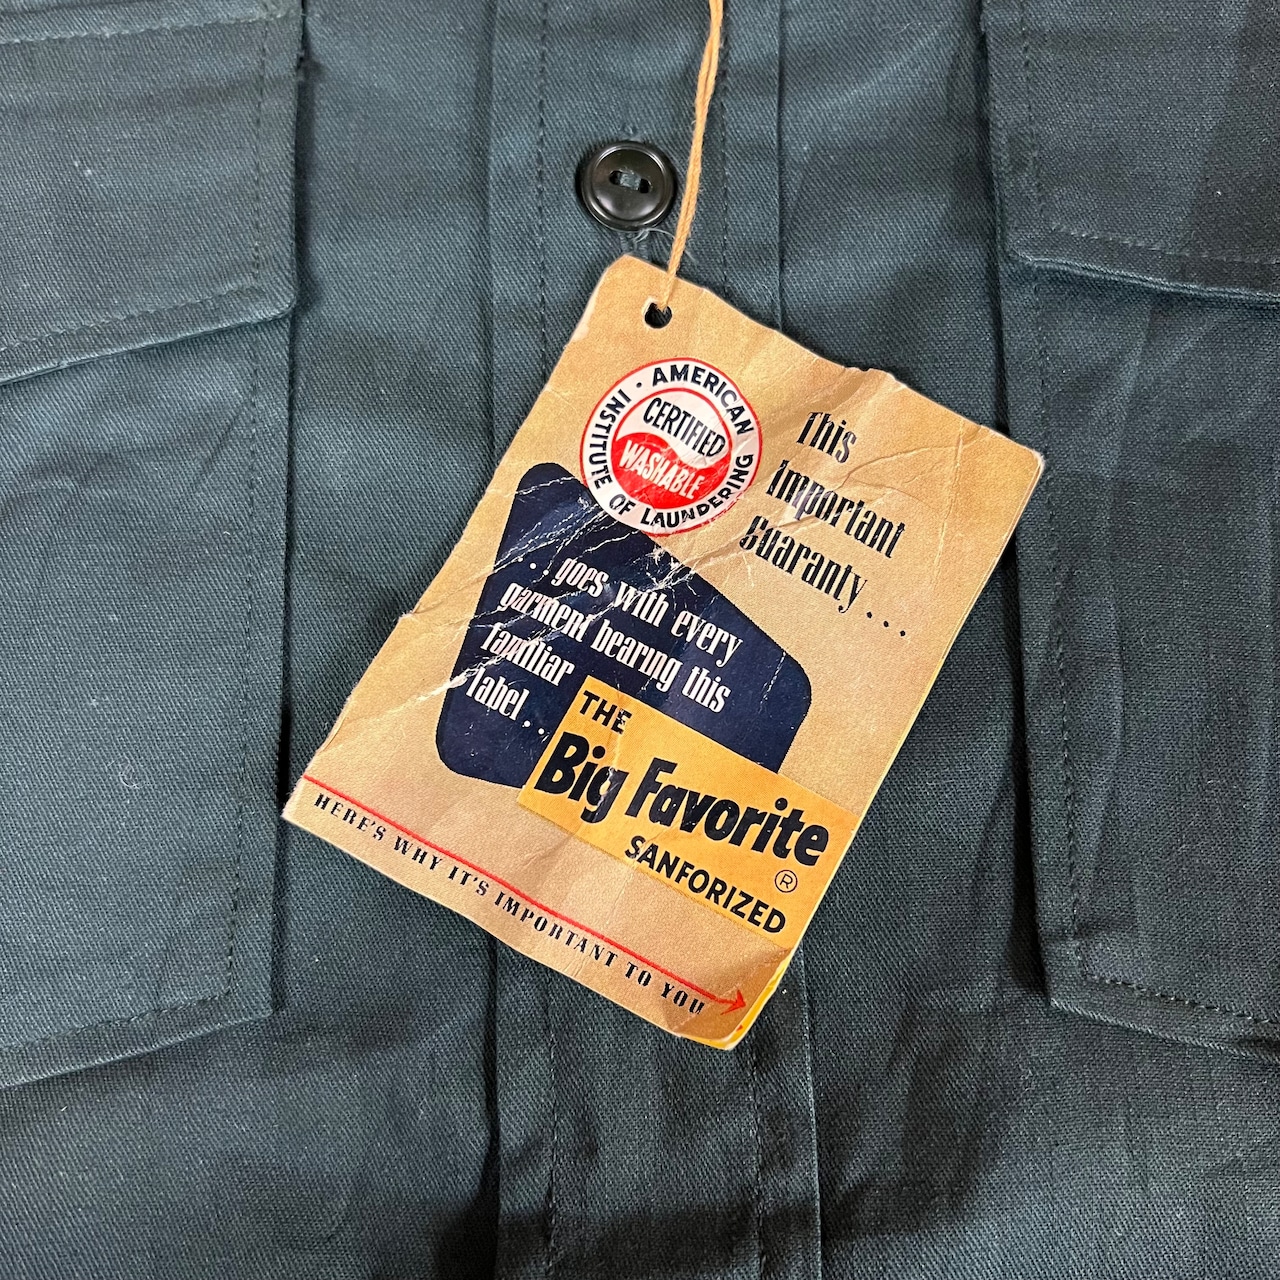 AMERICAN INSTITUTE OF LAUNDERING ·
CERTIFIED
WASHABLE
This
Important
Guaranty...
...goes with every
garment bearing this
familiar
label...
THE
Big Favorite
®
SANFORIZED
HERE'S WHY IT'S IMPORTANT TO YOU